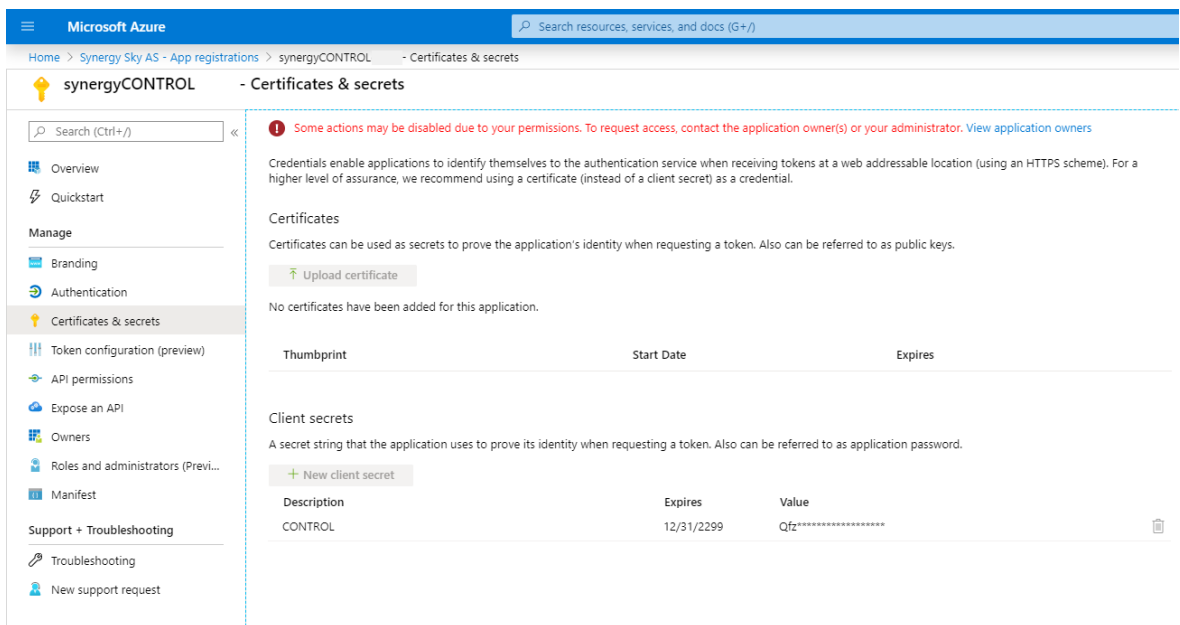 Microsoft Azure
Search resources, services, and docs (G+/)
Home > Synergy Sky AS - App registrations > synergyCONTROL - Certificates & secrets
synergyCONTROL - Certificates & secrets
Search (Ctrl+/)
«
Overview
Quickstart
Manage
Branding
Authentication
Certificates & secrets
Token configuration (preview)
API permissions
Expose an API
Owners
Roles and administrators (Previ...
Manifest
Support + Troubleshooting
Troubleshooting
New support request
Some actions may be disabled due to your permissions. To request access, contact the application owner(s) or your administrator. View application owners
Credentials enable applications to identify themselves to the authentication service when receiving tokens at a web addressable location (using an HTTPS scheme). For a
higher level of assurance, we recommend using a certificate (instead of a client secret) as a credential.
Certificates
Certificates can be used as secrets to prove the application's identity when requesting a token. Also can be referred to as public keys.
Upload certificate
No certificates have been added for this application.
Thumbprint Start Date Expires
Client secrets
A secret string that the application uses to prove its identity when requesting a token. Also can be referred to as application password.
+ New client secret
Description Expires Value
CONTROL 12/31/2299 Qfz******************